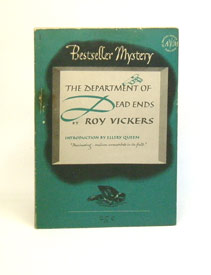 Bestseller Mystery
THE DEPARTMENT OF
DEAD ENDS
BY ROY VICKERS
INTRODUCTION BY ELLERY QUEEN